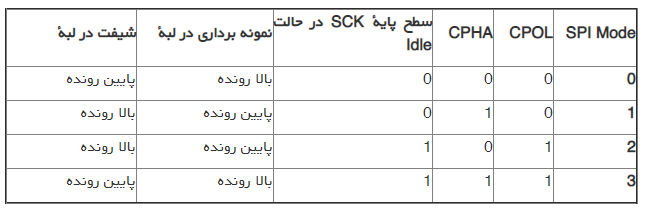 SPI Mode CPOL CPHA سطح پایهٔ SCK در حالت Idle نمونه برداری در لبهٔ شیفت در لبهٔ
0 0 0 0 بالا رونده پایین رونده
1 0 1 0 پایین رونده بالا رونده
2 1 0 1 پایین رونده بالا رونده
3 1 1 1 بالا رونده پایین رونده